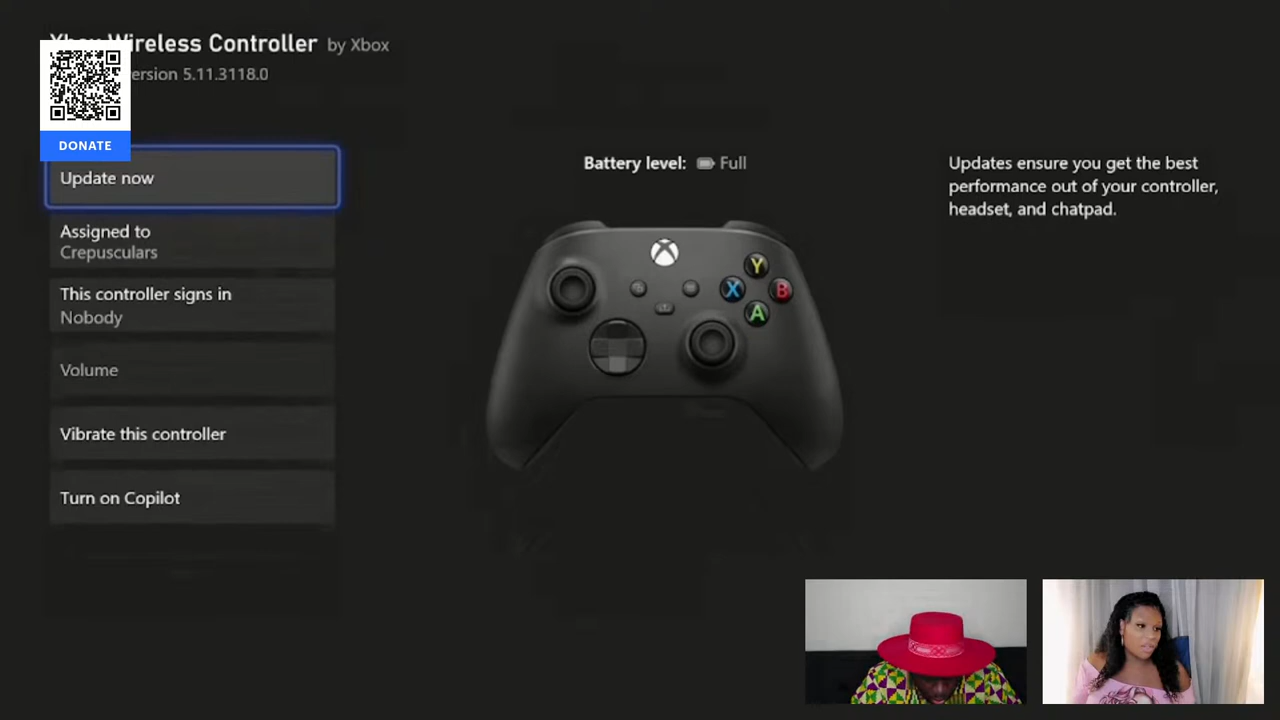 Wireless Controller by Xbox
ersion 5.11.3118.0
DONATE
Update now
Assigned to
Crepusculars
This controller signs in
Nobody
Volume
Vibrate this controller
Turn on Copilot
Battery level: Full
Y
X
B
A
Updates ensure you get the best
performance out of your controller,
headset, and chatpad.